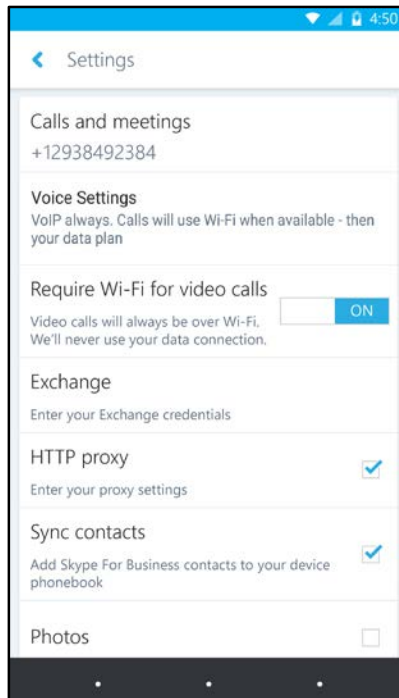 4:50
Settings
Calls and meetings
+12938492384
Voice Settings
VoIP always. Calls will use Wi-Fi when available - then
your data plan
Require Wi-Fi for video calls
ON
Video calls will always be over Wi-Fi.
We'll never use your data connection.
Exchange
Enter your Exchange credentials
HTTP proxy
Enter your proxy settings
Sync contacts
Add Skype For Business contacts to your device
phonebook
Photos